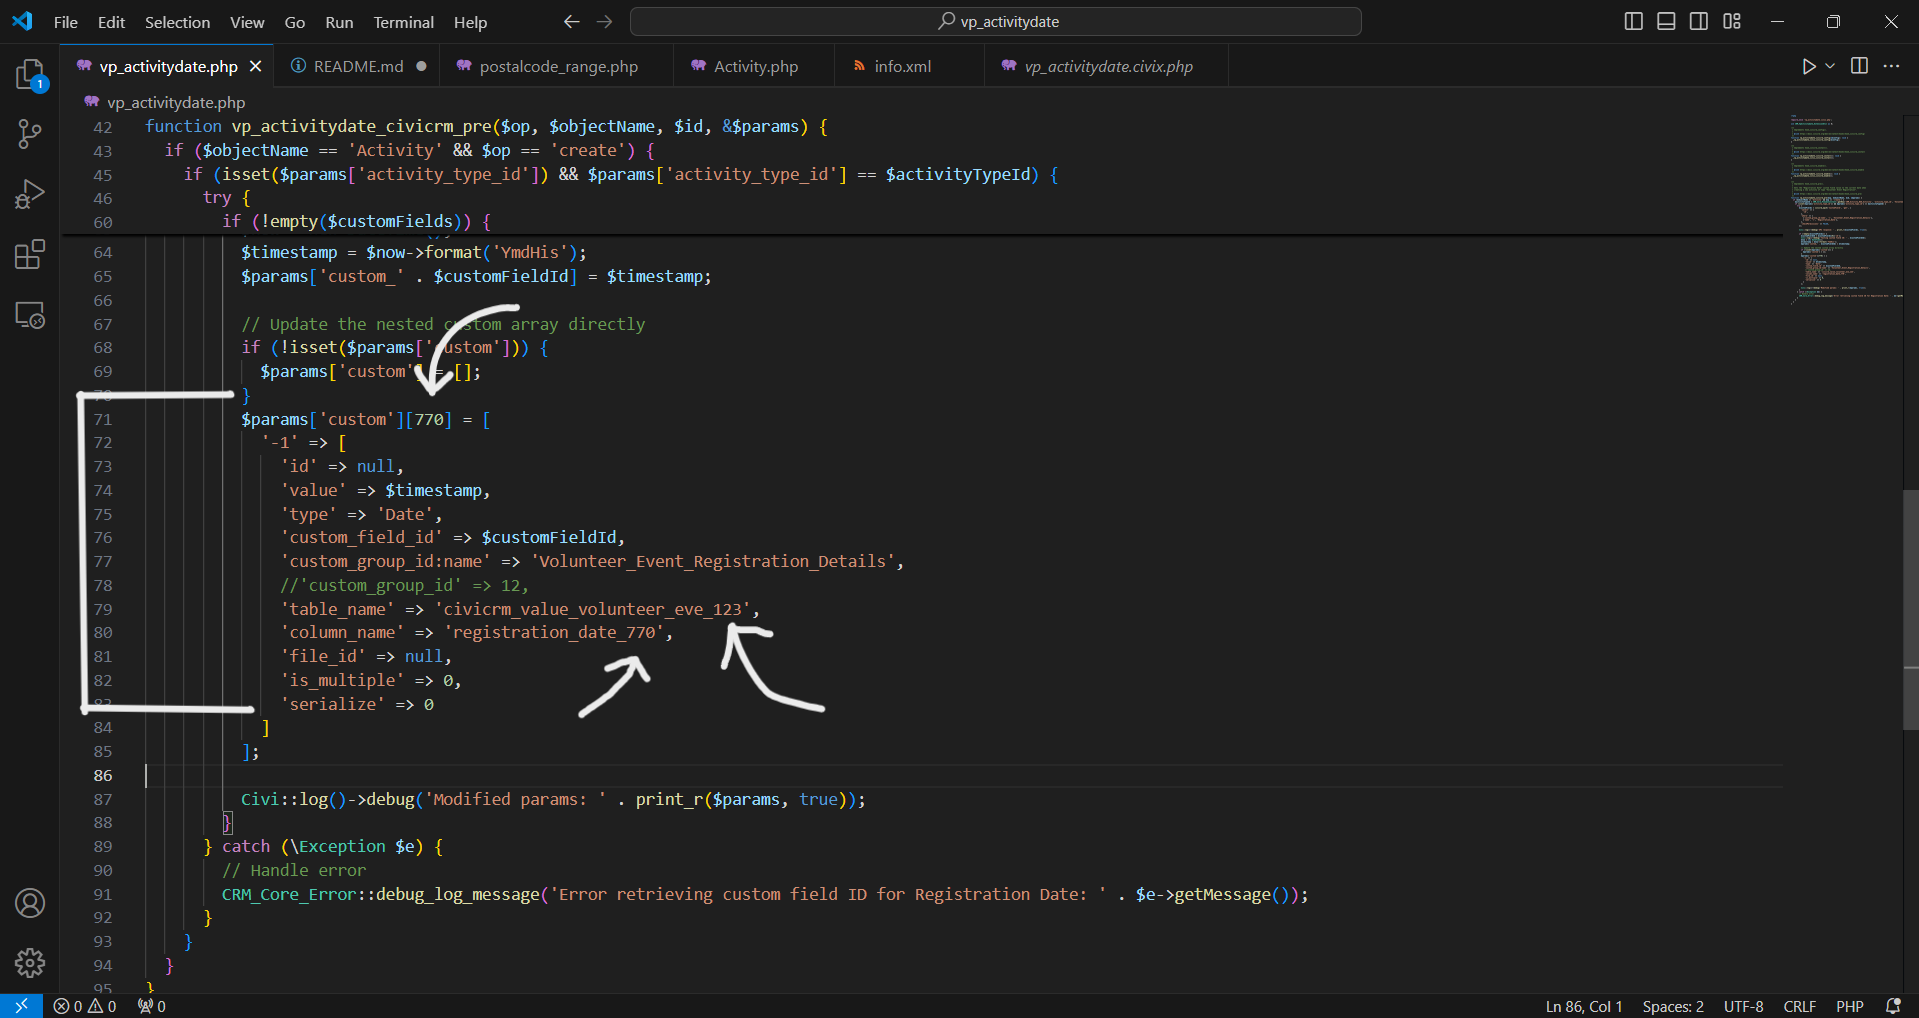 File Edit Selection View Go Run Terminal Help
vp_activitydate
vp_activitydate.php
README.md
postalcode_range.php
Activity.php
info.xml
vp_activitydate.civix.php
1
vp_activitydate.php
42 function vp_activitydate_civicrm_pre($op, $objectName, $id, &$params) {
43 if ($objectName == 'Activity' && $op == 'create') {
45 if (isset($params['activity_type_id']) && $params['activity_type_id'] == $activityTypeId) {
46 try {
60 if (!empty($customFields)) {
64 $timestamp = $now->format('YmdHis');
65 $params['custom_' . $customFieldId] = $timestamp;
66
67 // Update the nested custom array directly
68 if (!isset($params['custom'])) {
69 $params['custom'] = [];
70 }
71 $params['custom'][770] = [
72 '-1' => [
73 'id' => null,
74 'value' => $timestamp,
75 'type' => 'Date',
76 'custom_field_id' => $customFieldId,
77 'custom_group_id:name' => 'Volunteer_Event_Registration_Details',
78 //'custom_group_id' => 12,
79 'table_name' => 'civicrm_value_volunteer_eve_123',
80 'column_name' => 'registration_date_770',
81 'file_id' => null,
82 'is_multiple' => 0,
83 'serialize' => 0
84 ]
85 ];
86
87 Civi::log()->debug('Modified params: ' . print_r($params, true));
88 }
89 } catch (\Exception $e) {
90 // Handle error
91 CRM_Core_Error::debug_log_message('Error retrieving custom field ID for Registration Date: ' . $e->getMessage());
92 }
93 }
94 }
95 }
0 0 0
Ln 86, Col 1 Spaces: 2 UTF-8 CRLF PHP